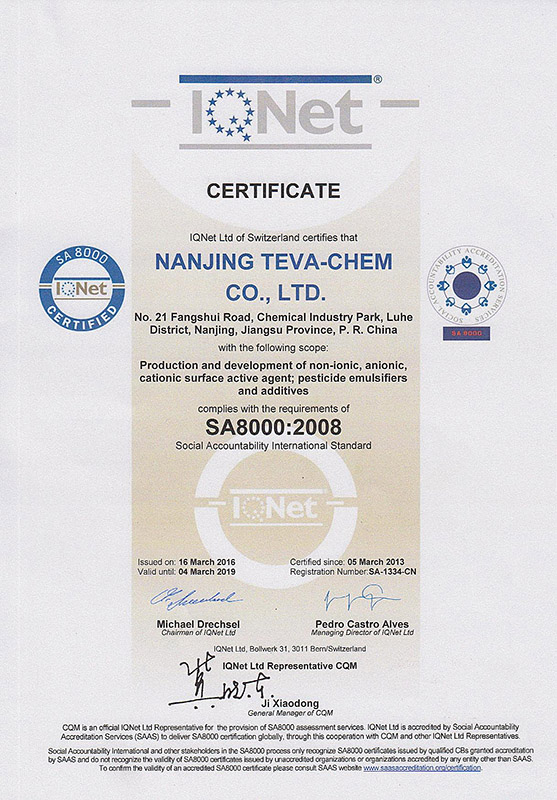 IQNet®
CERTIFICATE
IQNet Ltd of Switzerland certifies that
NANJING TEVA-CHEM
CO., LTD.
No. 21 Fangshui Road, Chemical Industry Park, Luhe
District, Nanjing, Jiangsu Province, P. R. China
with the following scope:
Production and development of non-ionic, anionic,
cationic surface active agent; pesticide emulsifiers
and additives
complies with the requirements of
SA8000:2008
Social Accountability International Standard
SA 8000
IQNet
CERTIFIED
SOCIAL ACCOUNTABILITY ACCREDITATION SERVICES
SA 8000
IQNet
Issued on: 16 March 2016
Valid until: 04 March 2019
Certified since: 05 March 2013
Registration Number:SA-1334-CN
Michael Drechsel
Chairman of IQNet Ltd
Pedro Castro Alves
Managing Director of IQNet Ltd
IQNet Ltd, Bollwerk 31, 3011 Bern/Switzerland
IQNet Ltd Representative CQM
Ji Xiaodong
General Manager of CQM
CQM is an official IQNet Ltd Representative for the provision of SA8000 assessment services. IQNet Ltd is accredited by Social Accountability
Accreditation Services (SAAS) to deliver SA8000 certification globally, through this cooperation with CQM and other IQNet Ltd Representatives.
Social Accountability International and other stakeholders in the SA8000 process only recognize SA8000 certificates issued by qualified CBs granted accreditation
by SAAS and do not recognize the validity of SA8000 certificates issued by unaccredited organizations or organizations accredited by any entity other than SAAS.
To confirm the validity of an accredited SA8000 certificate please consult SAAS website www.saasaccreditation.org/certification.